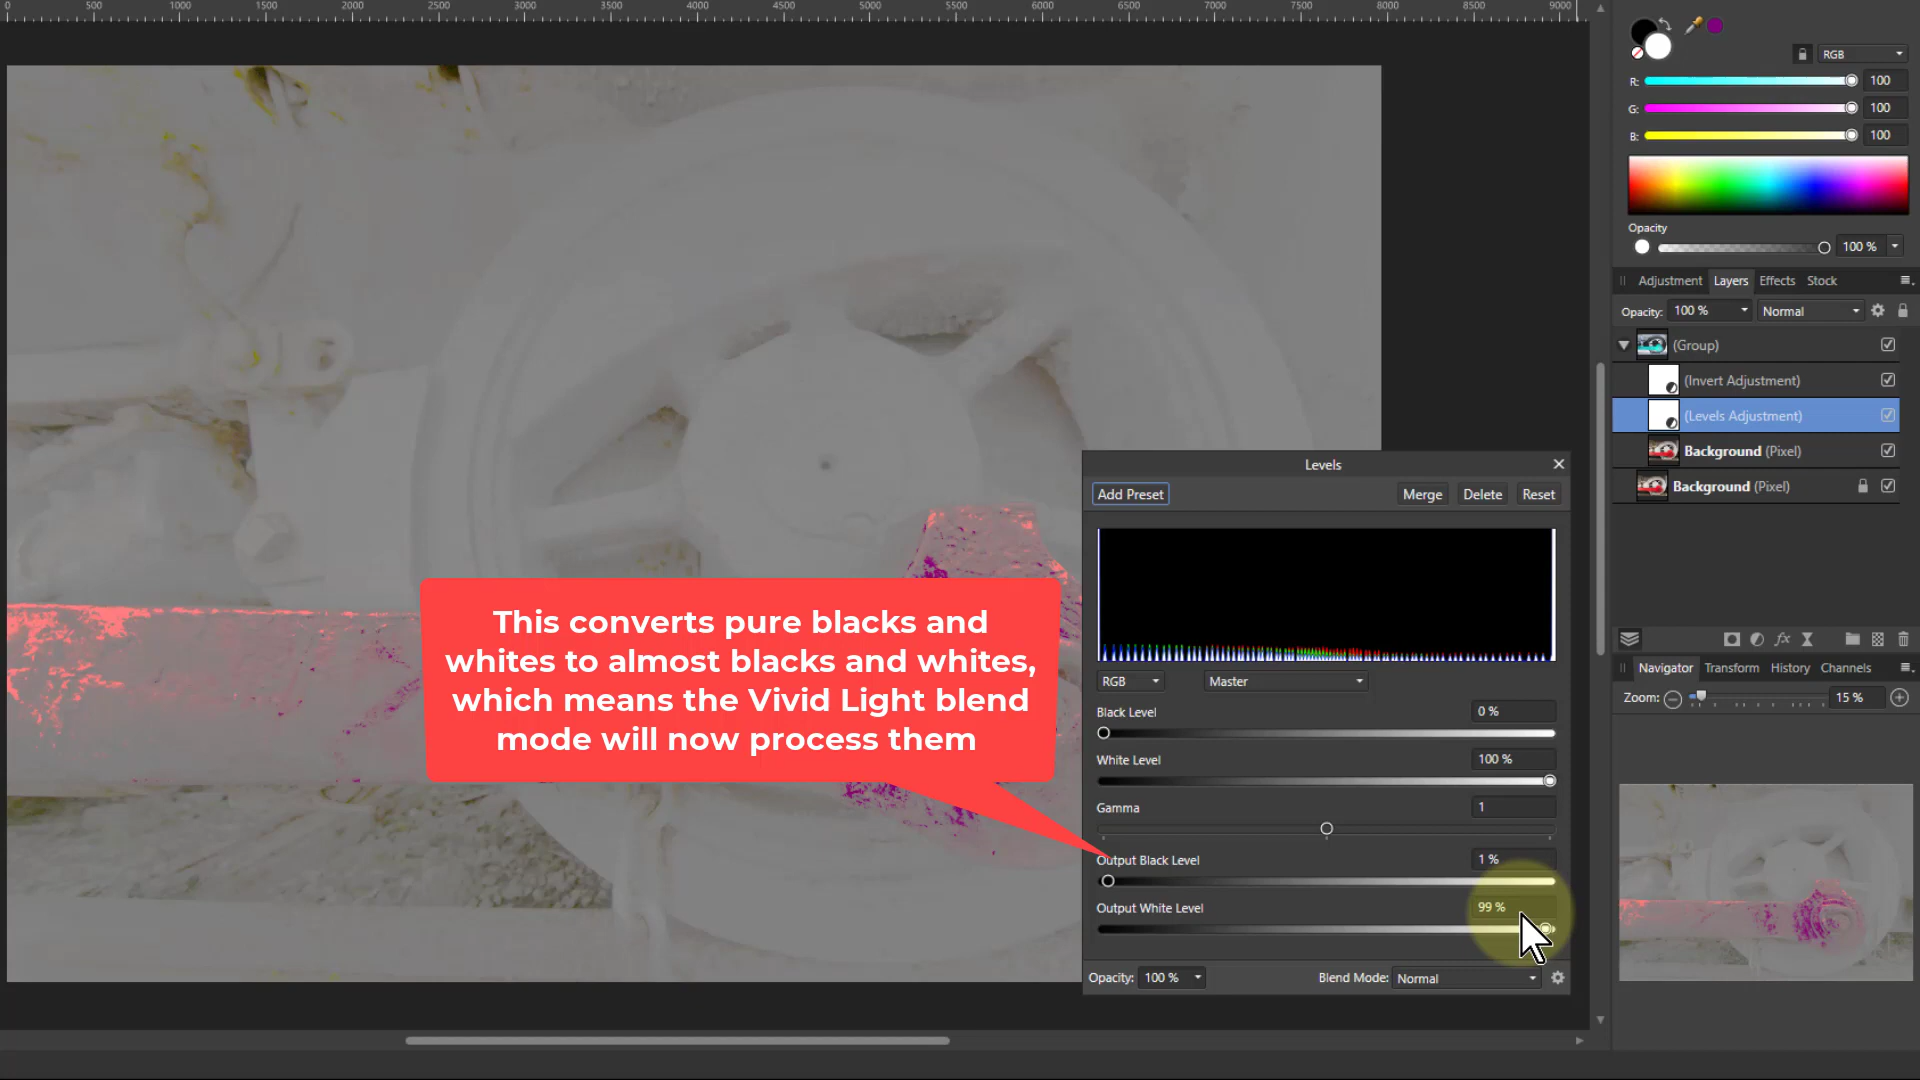 0 500 1000 1500 2000 2500 3000 3500 4000 4500 5000 5500 6000 6500 7000 7500 8000 8500 9000
RGB
R: 100
G: 100
B: 100
Opacity
100 %
Adjustment Layers Effects Stock
Opacity: 100 % Normal
(Group)
(Invert Adjustment)
(Levels Adjustment)
Background (Pixel)
Background (Pixel)
fx
Navigator Transform History Channels
Zoom: 15 %
Levels
Add Preset Merge Delete Reset
RGB Master
Black Level 0 %
White Level 100 %
Gamma 1
Output Black Level 1 %
Output White Level 99 %
Opacity: 100 % Blend Mode: Normal
This converts pure blacks and
whites to almost blacks and whites,
which means the Vivid Light blend
mode will now process them